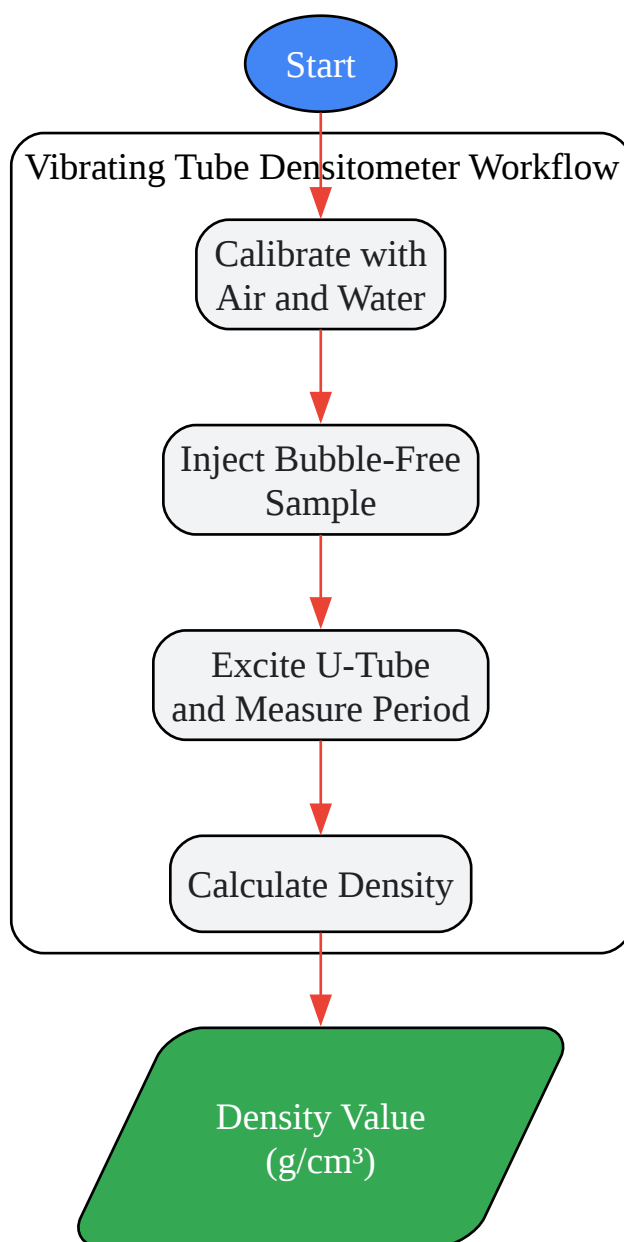 Start
Vibrating Tube Densitometer Workflow
Calibrate with
Air and Water
Inject Bubble-Free
Sample
Excite U-Tube
and Measure Period
Calculate Density
Density Value
(g/cm³)